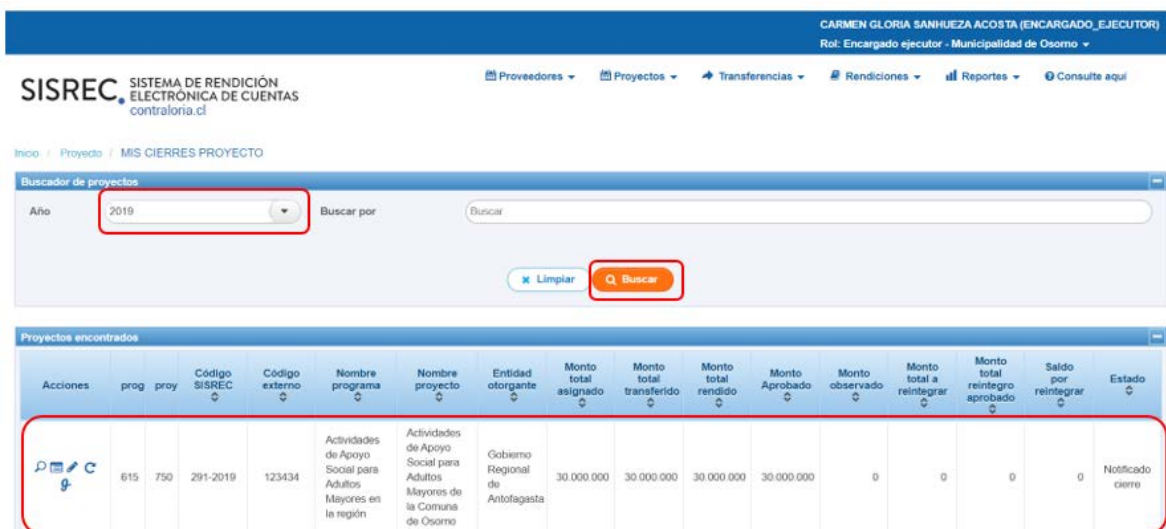 CARMEN GLORIA SANHUEZA ACOSTA (ENCARGADO_EJECUTOR)
Rol: Encargado ejecutor - Municipalidad de Osorno
SISREC. SISTEMA DE RENDICIÓN
ELECTRÓNICA DE CUENTAS
contraloria.cl
Proveedores Proyectos Transferencias Rendiciones Reportes Consulte aquí
Inicio / Proyecto / MIS CIERRES PROYECTO
Buscador de proyectos
Año 2019 Buscar por Buscar
Limpiar Buscar
Proyectos encontrados
Acciones prog proy Código SISREC Código externo Nombre programa Nombre proyecto Entidad otorgante Monto total asignado Monto total transferido Monto total rendido Monto Aprobado Monto observado Monto total a reintegrar Monto total reintegro aprobado Saldo por reintegrar Estado
615 750 291-2019 123434 Actividades de Apoyo Social para Adultos Mayores en la región Actividades de Apoyo Social para Adultos Mayores de la Comuna de Osorno Gobierno Regional de Antofagasta 30.000.000 30.000.000 30.000.000 30.000.000 0 0 0 0 Notificado cierre